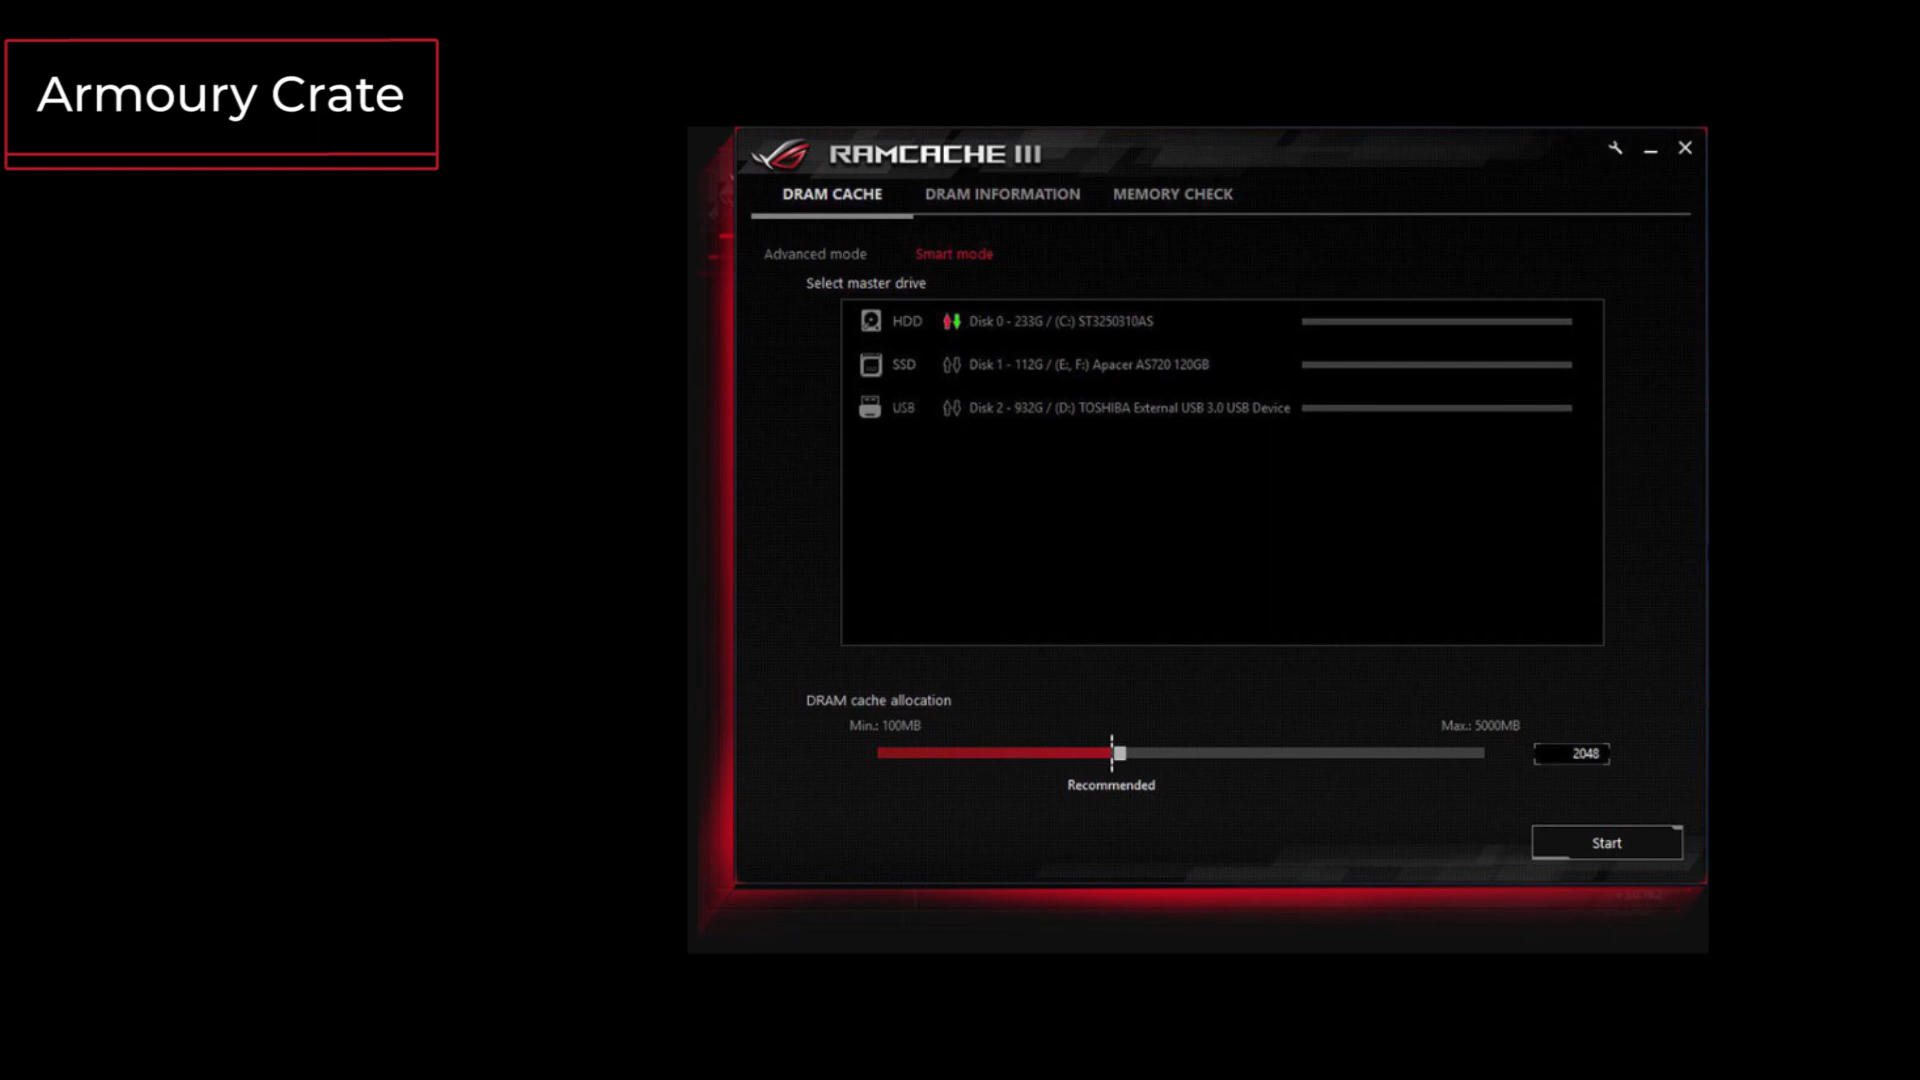 Armoury Crate
RAMCACHE III
DRAM CACHE DRAM INFORMATION MEMORY CHECK
Advanced mode Smart mode
Select master drive
HDD Disk 0 - 233G / (C:) ST3250310AS
SSD Disk 1 - 112G / (E:, F:) Apacer AS720 120GB
USB Disk 2 - 932G / (D:) TOSHIBA External USB 3.0 USB Device
DRAM cache allocation
Min.: 100MB Max.: 5000MB
2048
Recommended
Start